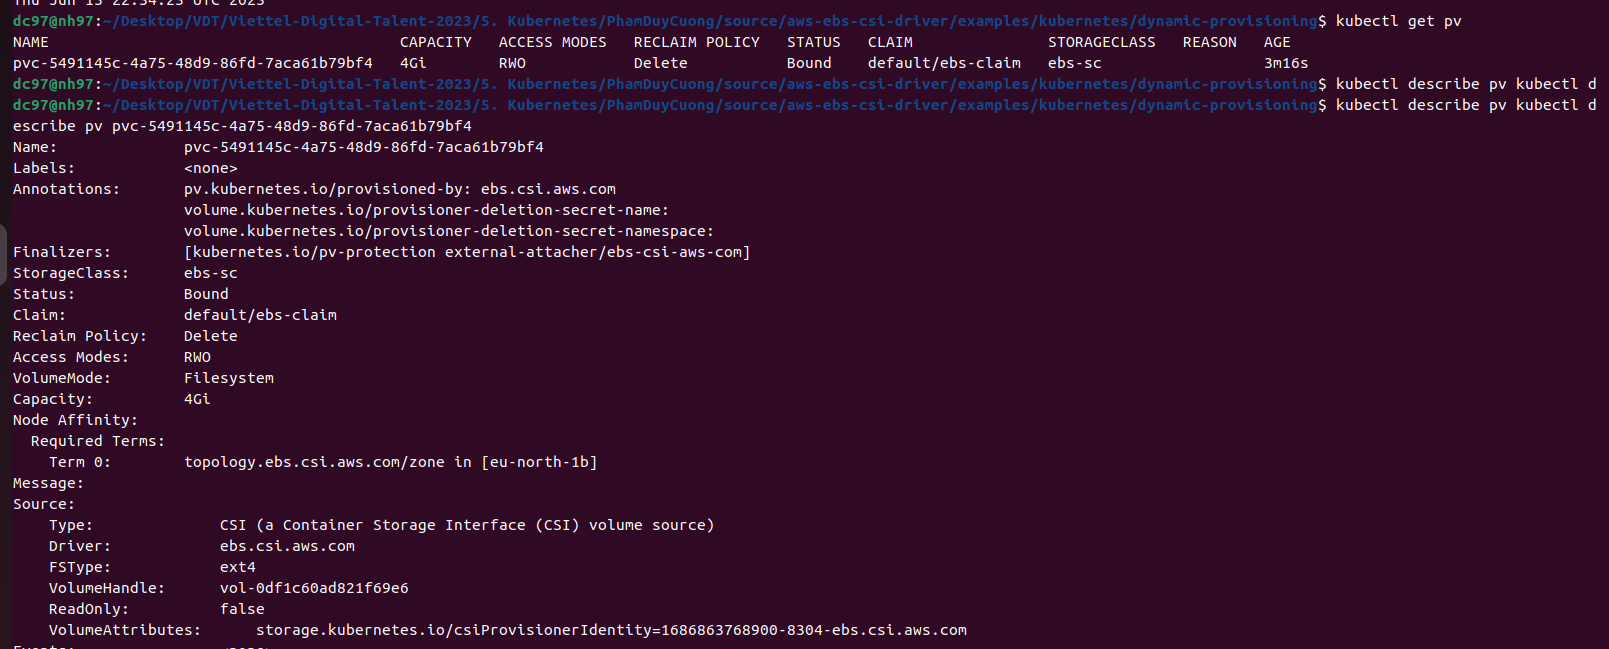 Thu Jun 15 22:34:23 UTC 2023
dc97@nh97:~/Desktop/VDT/Viettel-Digital-Talent-2023/5. Kubernetes/PhamDuyCuong/source/aws-ebs-csi-driver/examples/kubernetes/dynamic-provisioning$ kubectl get pv
NAME CAPACITY ACCESS MODES RECLAIM POLICY STATUS CLAIM STORAGECLASS REASON AGE
pvc-5491145c-4a75-48d9-86fd-7aca61b79bf4 4Gi RWO Delete Bound default/ebs-claim ebs-sc 3m16s
dc97@nh97:~/Desktop/VDT/Viettel-Digital-Talent-2023/5. Kubernetes/PhamDuyCuong/source/aws-ebs-csi-driver/examples/kubernetes/dynamic-provisioning$ kubectl describe pv kubectl d
dc97@nh97:~/Desktop/VDT/Viettel-Digital-Talent-2023/5. Kubernetes/PhamDuyCuong/source/aws-ebs-csi-driver/examples/kubernetes/dynamic-provisioning$ kubectl describe pv kubectl d
escribe pv pvc-5491145c-4a75-48d9-86fd-7aca61b79bf4
Name: pvc-5491145c-4a75-48d9-86fd-7aca61b79bf4
Labels: <none>
Annotations: pv.kubernetes.io/provisioned-by: ebs.csi.aws.com
volume.kubernetes.io/provisioner-deletion-secret-name:
volume.kubernetes.io/provisioner-deletion-secret-namespace:
Finalizers: [kubernetes.io/pv-protection external-attacher/ebs-csi-aws-com]
StorageClass: ebs-sc
Status: Bound
Claim: default/ebs-claim
Reclaim Policy: Delete
Access Modes: RWO
VolumeMode: Filesystem
Capacity: 4Gi
Node Affinity:
Required Terms:
Term 0: topology.ebs.csi.aws.com/zone in [eu-north-1b]
Message:
Source:
Type: CSI (a Container Storage Interface (CSI) volume source)
Driver: ebs.csi.aws.com
FSType: ext4
VolumeHandle: vol-0df1c60ad821f69e6
ReadOnly: false
VolumeAttributes: storage.kubernetes.io/csiProvisionerIdentity=1686863768900-8304-ebs.csi.aws.com
Events: <none>